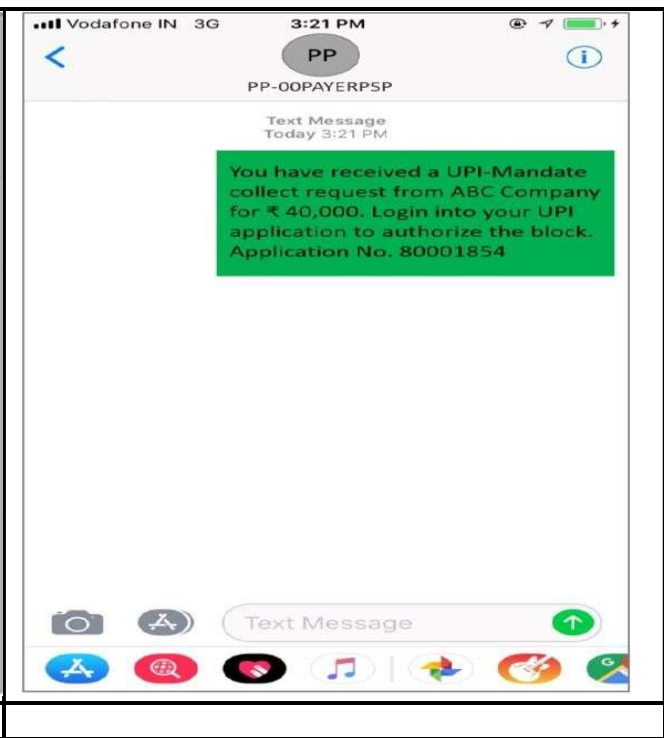 Vodafone IN 3G 3:21 PM
PP
PP-00PAYERPSP
Text Message
Today 3:21 PM
You have received a UPI-Mandate
collect request from ABC Company
for ₹ 40,000. Login into your UPI
application to authorize the block.
Application No. 80001854
Text Message
G